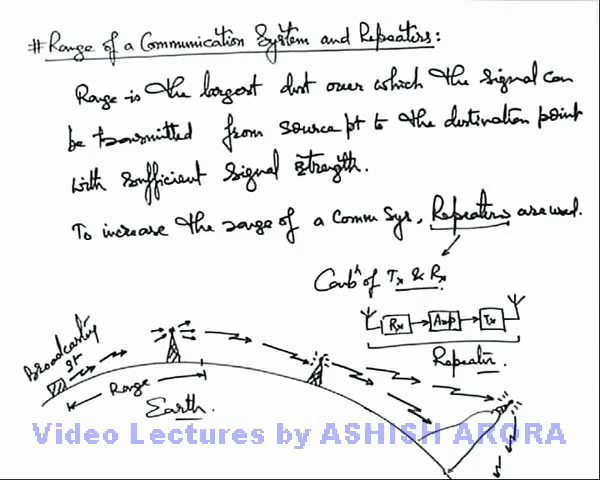 # Range of a Communication System and Repeaters:
Range is the largest dist over which the signal can
be transmitted from source pt to the destination point
with sufficient signal strength.
To increase the range of a Comm Sys, Repeaters are used.
Combⁿ of Tx & Rx
Rx Amp Tx
Repeater.
Broadcasting
st
Range
Earth.
Video Lectures by ASHISH ARORA